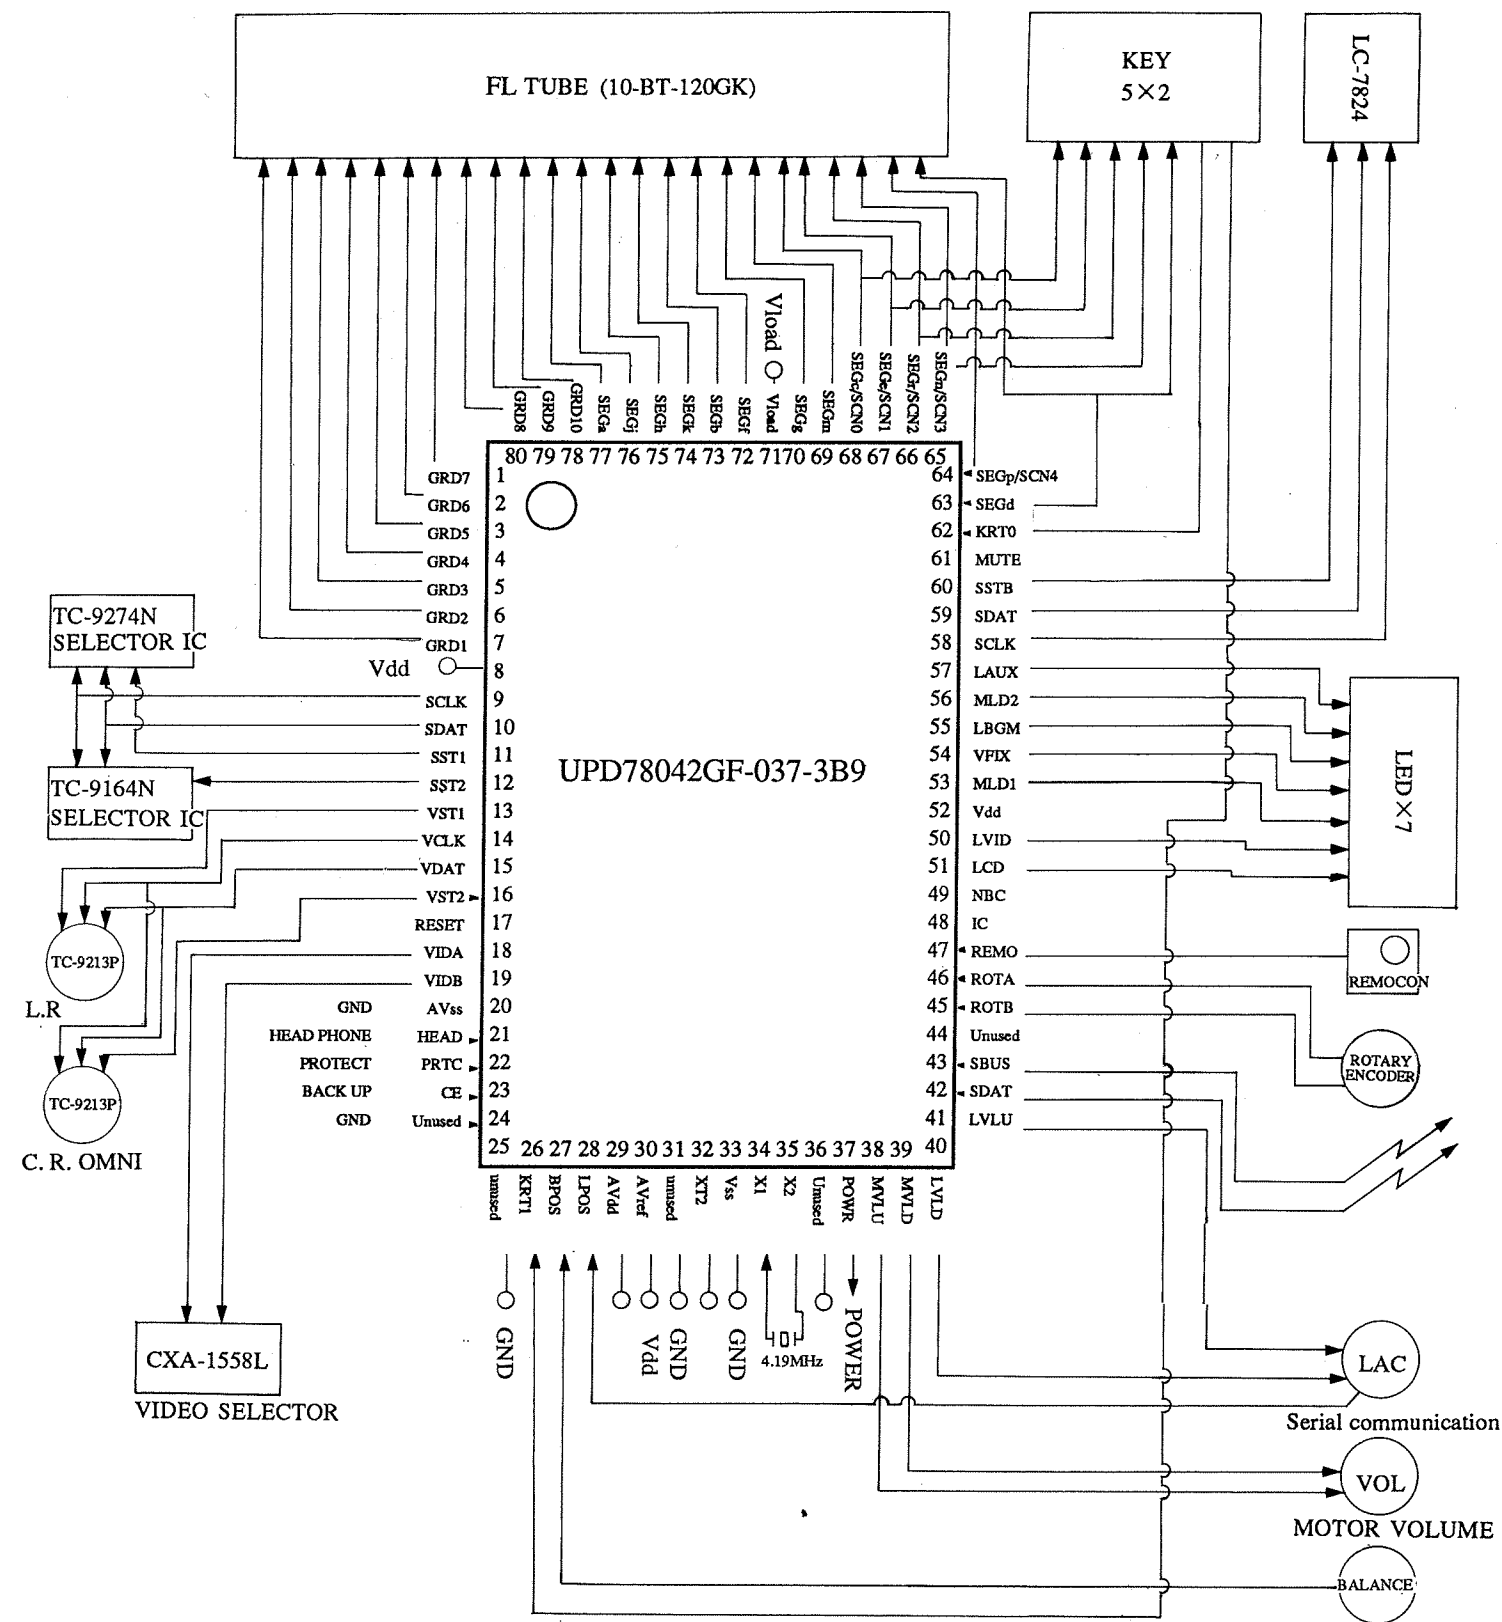 FL TUBE (10-BT-120GK)
KEY
5×2
LC-7824
Vload
GRD8
GRD9
GRD10
SEGa
SEGj
SEGh
SEGk
SEGb
SEGf
Vload
SEGg
SEGm
SEGc/SCN0
SEGe/SCN1
SEGr/SCN2
SEGn/SCN3
80 79 78 77 76 75 74 73 72 71 70 69 68 67 66 65
GRD7 1
GRD6 2
GRD5 3
GRD4 4
GRD3 5
GRD2 6
GRD1 7
Vdd 8
SCLK 9
SDAT 10
SST1 11
SST2 12
VST1 13
VCLK 14
VDAT 15
VST2 16
RESET 17
VIDA 18
VIDB 19
GND AVss 20
HEAD PHONE HEAD 21
PROTECT PRTC 22
BACK UP CE 23
GND Unused 24
UPD78042GF-037-3B9
64 SEGp/SCN4
63 SEGd
62 KRT0
61 MUTE
60 SSTB
59 SDAT
58 SCLK
57 LAUX
56 MLD2
55 LBGM
54 VFIX
53 MLD1
52 Vdd
50 LVID
51 LCD
49 NBC
48 IC
47 REMO
46 ROTA
45 ROTB
44 Unused
43 SBUS
42 SDAT
41 LVLU
25 26 27 28 29 30 31 32 33 34 35 36 37 38 39 40
unused
KRT1
BPOS
LPOS
AVdd
AVref
unused
XT2
Vss
X1
X2
Unused
POWR
MVLU
MVLD
LVLD
GND
Vdd
GND
GND
4.19MHz
POWER
TC-9274N
SELECTOR IC
TC-9164N
SELECTOR IC
TC-9213P
L.R
TC-9213P
C. R. OMNI
CXA-1558L
VIDEO SELECTOR
LED×7
REMOCON
ROTARY
ENCODER
LAC
Serial communication
VOL
MOTOR VOLUME
BALANCE